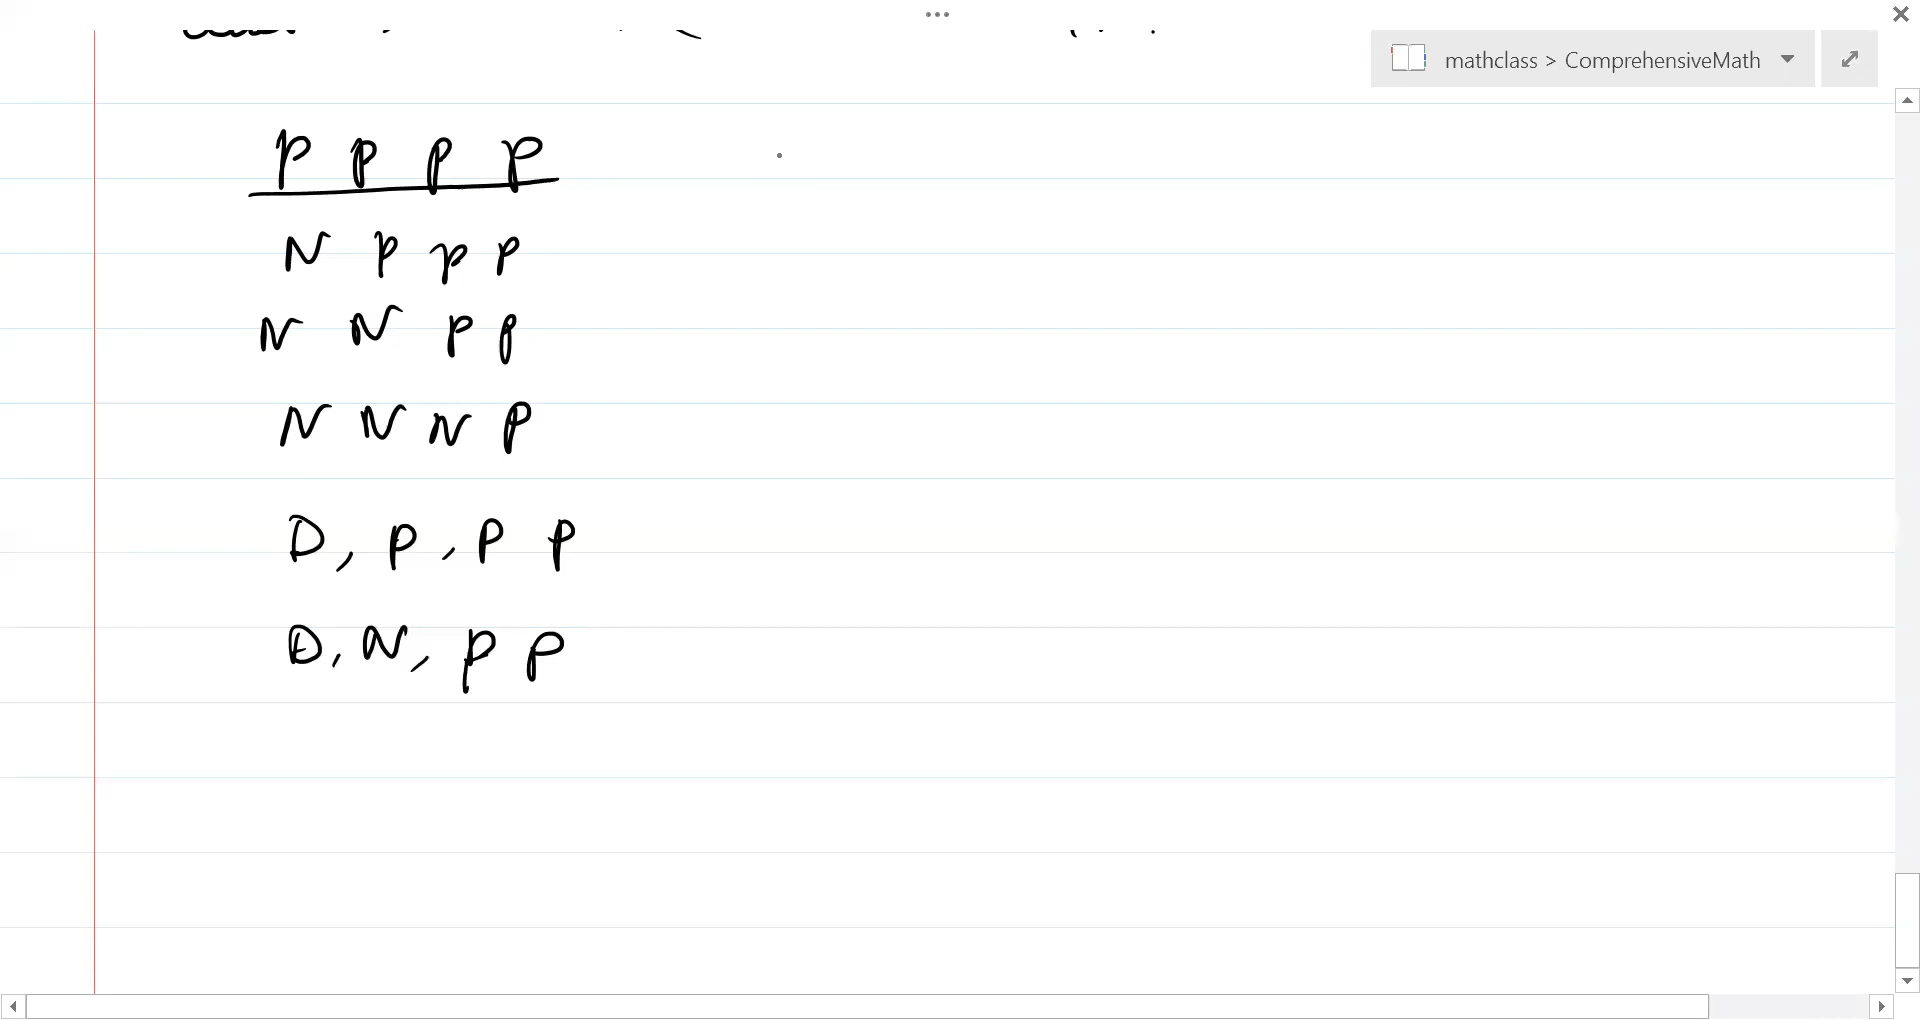 mathclass > ComprehensiveMath
P P P P
N P P P
N N P P
N N N P
D, P, P P
D, N, P P